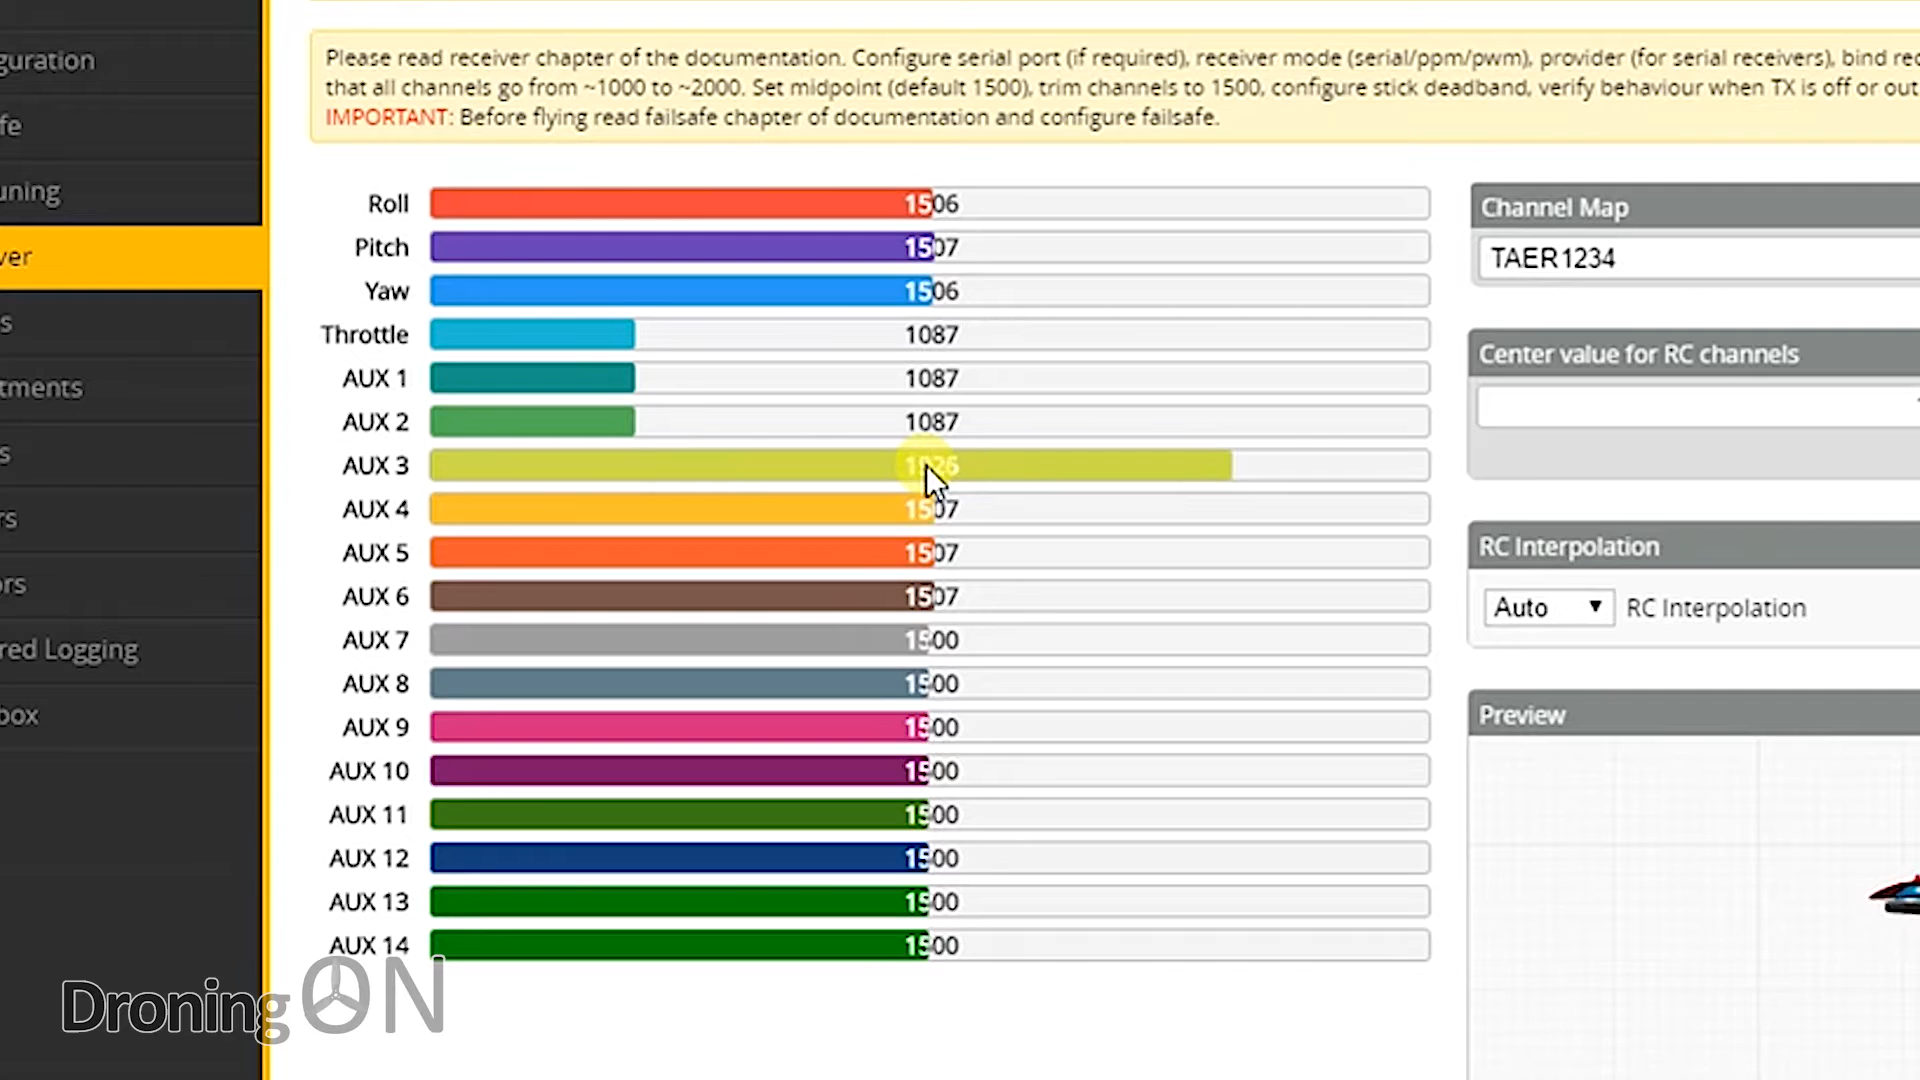 guration
fe
uning
ver
s
tments
s
rs
ors
red Logging
box
Please read receiver chapter of the documentation. Configure serial port (if required), receiver mode (serial/ppm/pwm), provider (for serial receivers), bind rec
that all channels go from ~1000 to ~2000. Set midpoint (default 1500), trim channels to 1500, configure stick deadband, verify behaviour when TX is off or out
IMPORTANT: Before flying read failsafe chapter of documentation and configure failsafe.
Roll 1506
Pitch 1507
Yaw 1506
Throttle 1087
AUX 1 1087
AUX 2 1087
AUX 3 1926
AUX 4 1507
AUX 5 1507
AUX 6 1507
AUX 7 1500
AUX 8 1500
AUX 9 1500
AUX 10 1500
AUX 11 1500
AUX 12 1500
AUX 13 1500
AUX 14 1500
Channel Map
TAER1234
Center value for RC channels
RC Interpolation
Auto RC Interpolation
Preview
DroningON